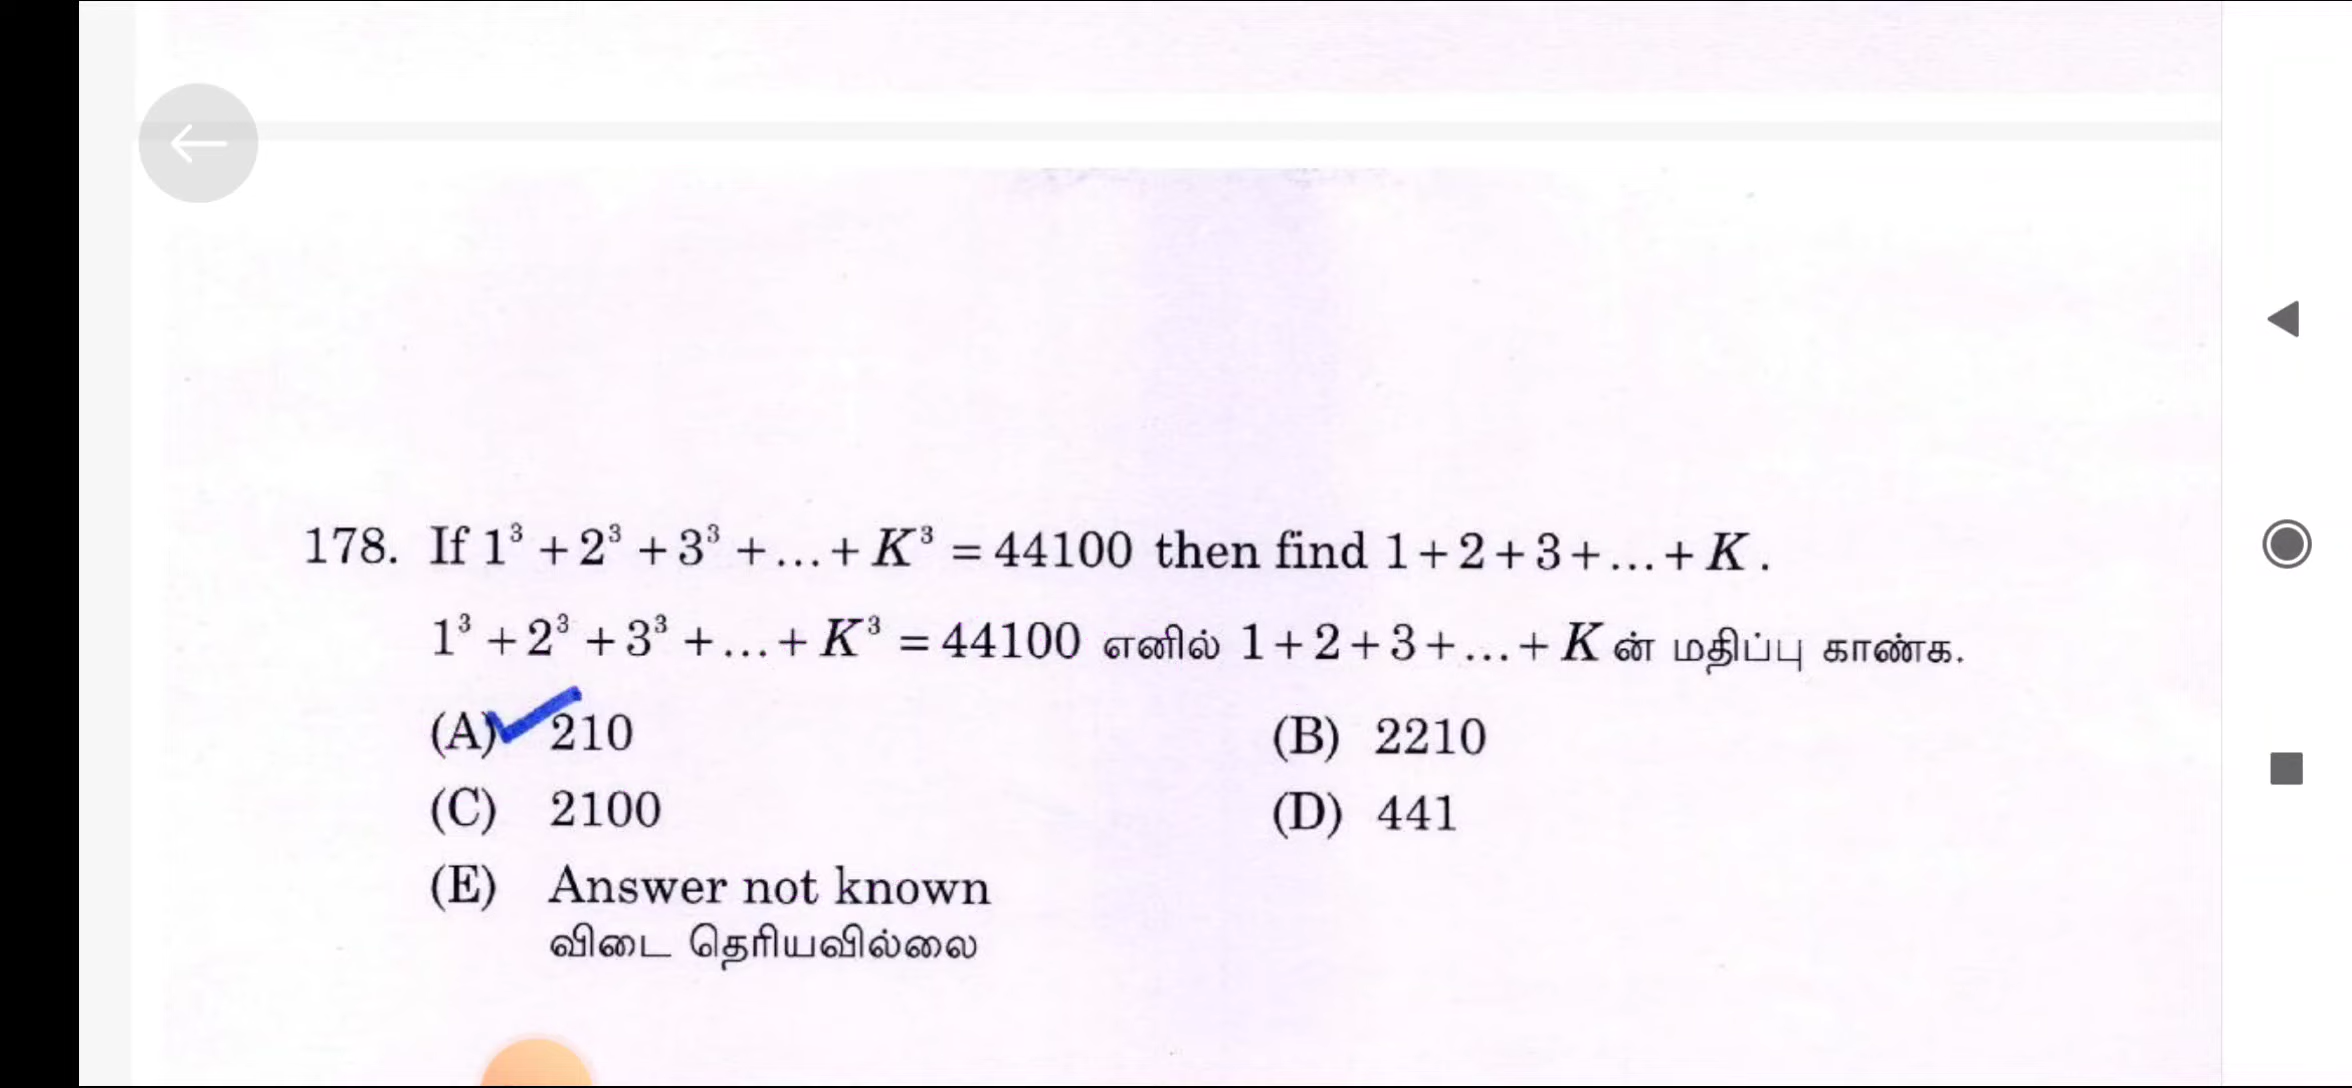 178. If 1³ + 2³ + 3³ + ... + K³ = 44100 then find 1 + 2 + 3 + ... + K .
1³ + 2³ + 3³ + ... + K³ = 44100 எனில் 1 + 2 + 3 + ... + K ன் மதிப்பு காண்க.
(A) 210 (B) 2210
(C) 2100 (D) 441
(E) Answer not known
விடை தெரியவில்லை